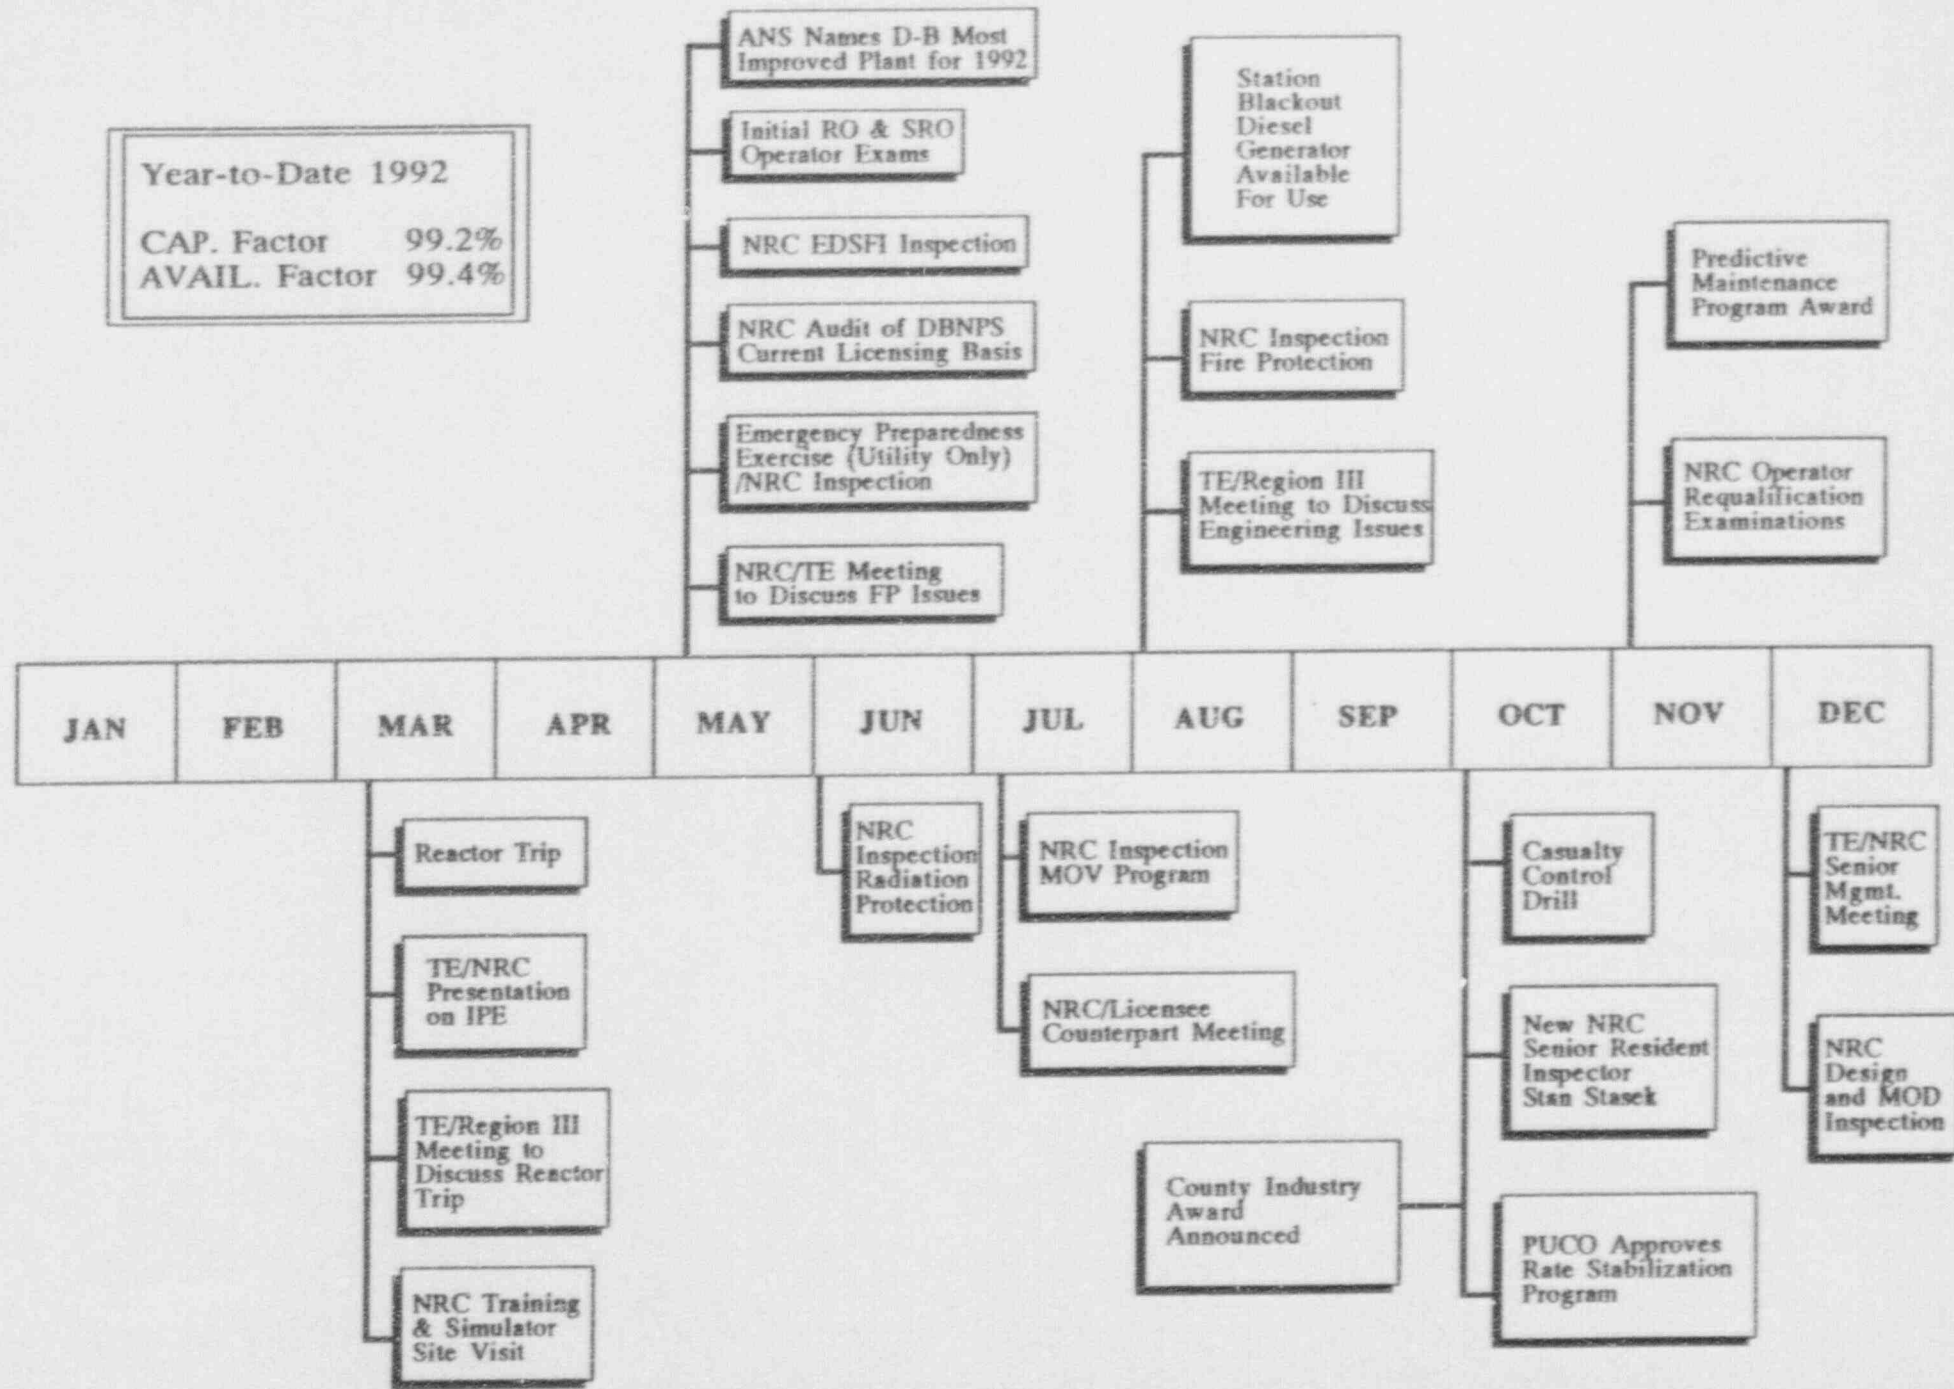 Year-to-Date 1992
CAP. Factor 99.2%
AVAIL. Factor 99.4%
ANS Names D-B Most
Improved Plant for 1992
Initial RO & SRO
Operator Exams
NRC EDSFI Inspection
NRC Audit of DBNPS
Current Licensing Basis
Emergency Preparedness
Exercise (Utility Only)
/NRC Inspection
NRC/TE Meeting
to Discuss FP Issues
Station
Blackout
Diesel
Generator
Available
For Use
NRC Inspection
Fire Protection
TE/Region III
Meeting to Discuss
Engineering Issues
Predictive
Maintenance
Program Award
NRC Operator
Requalification
Examinations
JAN FEB MAR APR MAY JUN JUL AUG SEP OCT NOV DEC
Reactor Trip
TE/NRC
Presentation
on IPE
TE/Region III
Meeting to
Discuss Reactor
Trip
NRC Training
& Simulator
Site Visit
NRC
Inspection
Radiation
Protection
NRC Inspection
MOV Program
NRC/Licensee
Counterpart Meeting
County Industry
Award
Announced
Casualty
Control
Drill
New NRC
Senior Resident
Inspector
Stan Stasek
PUCO Approves
Rate Stabilization
Program
TE/NRC
Senior
Mgmt.
Meeting
NRC
Design
and MOD
Inspection